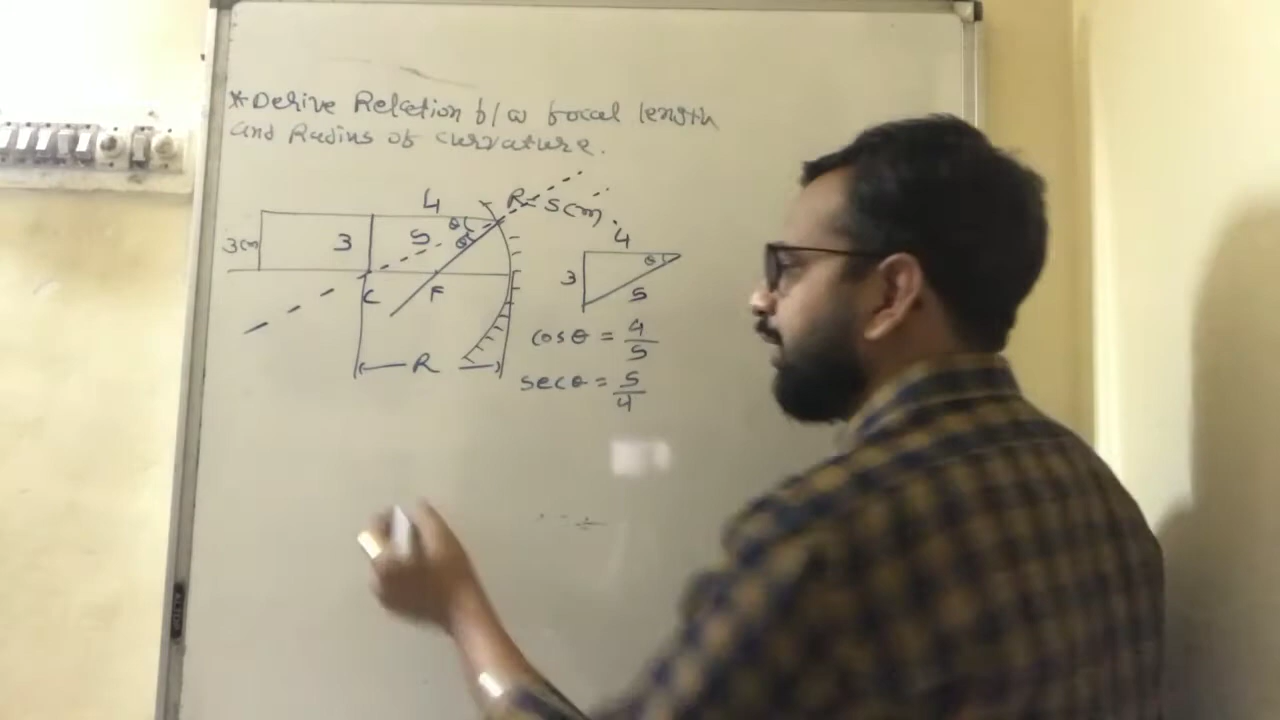 *Derive Relation b/w focal length
and Radius of curvature.
4
R= 5cm
3cm
3
5
θ
θ
C
F
R
4
3
θ
5
cosθ = 4/5
secθ = 5/4